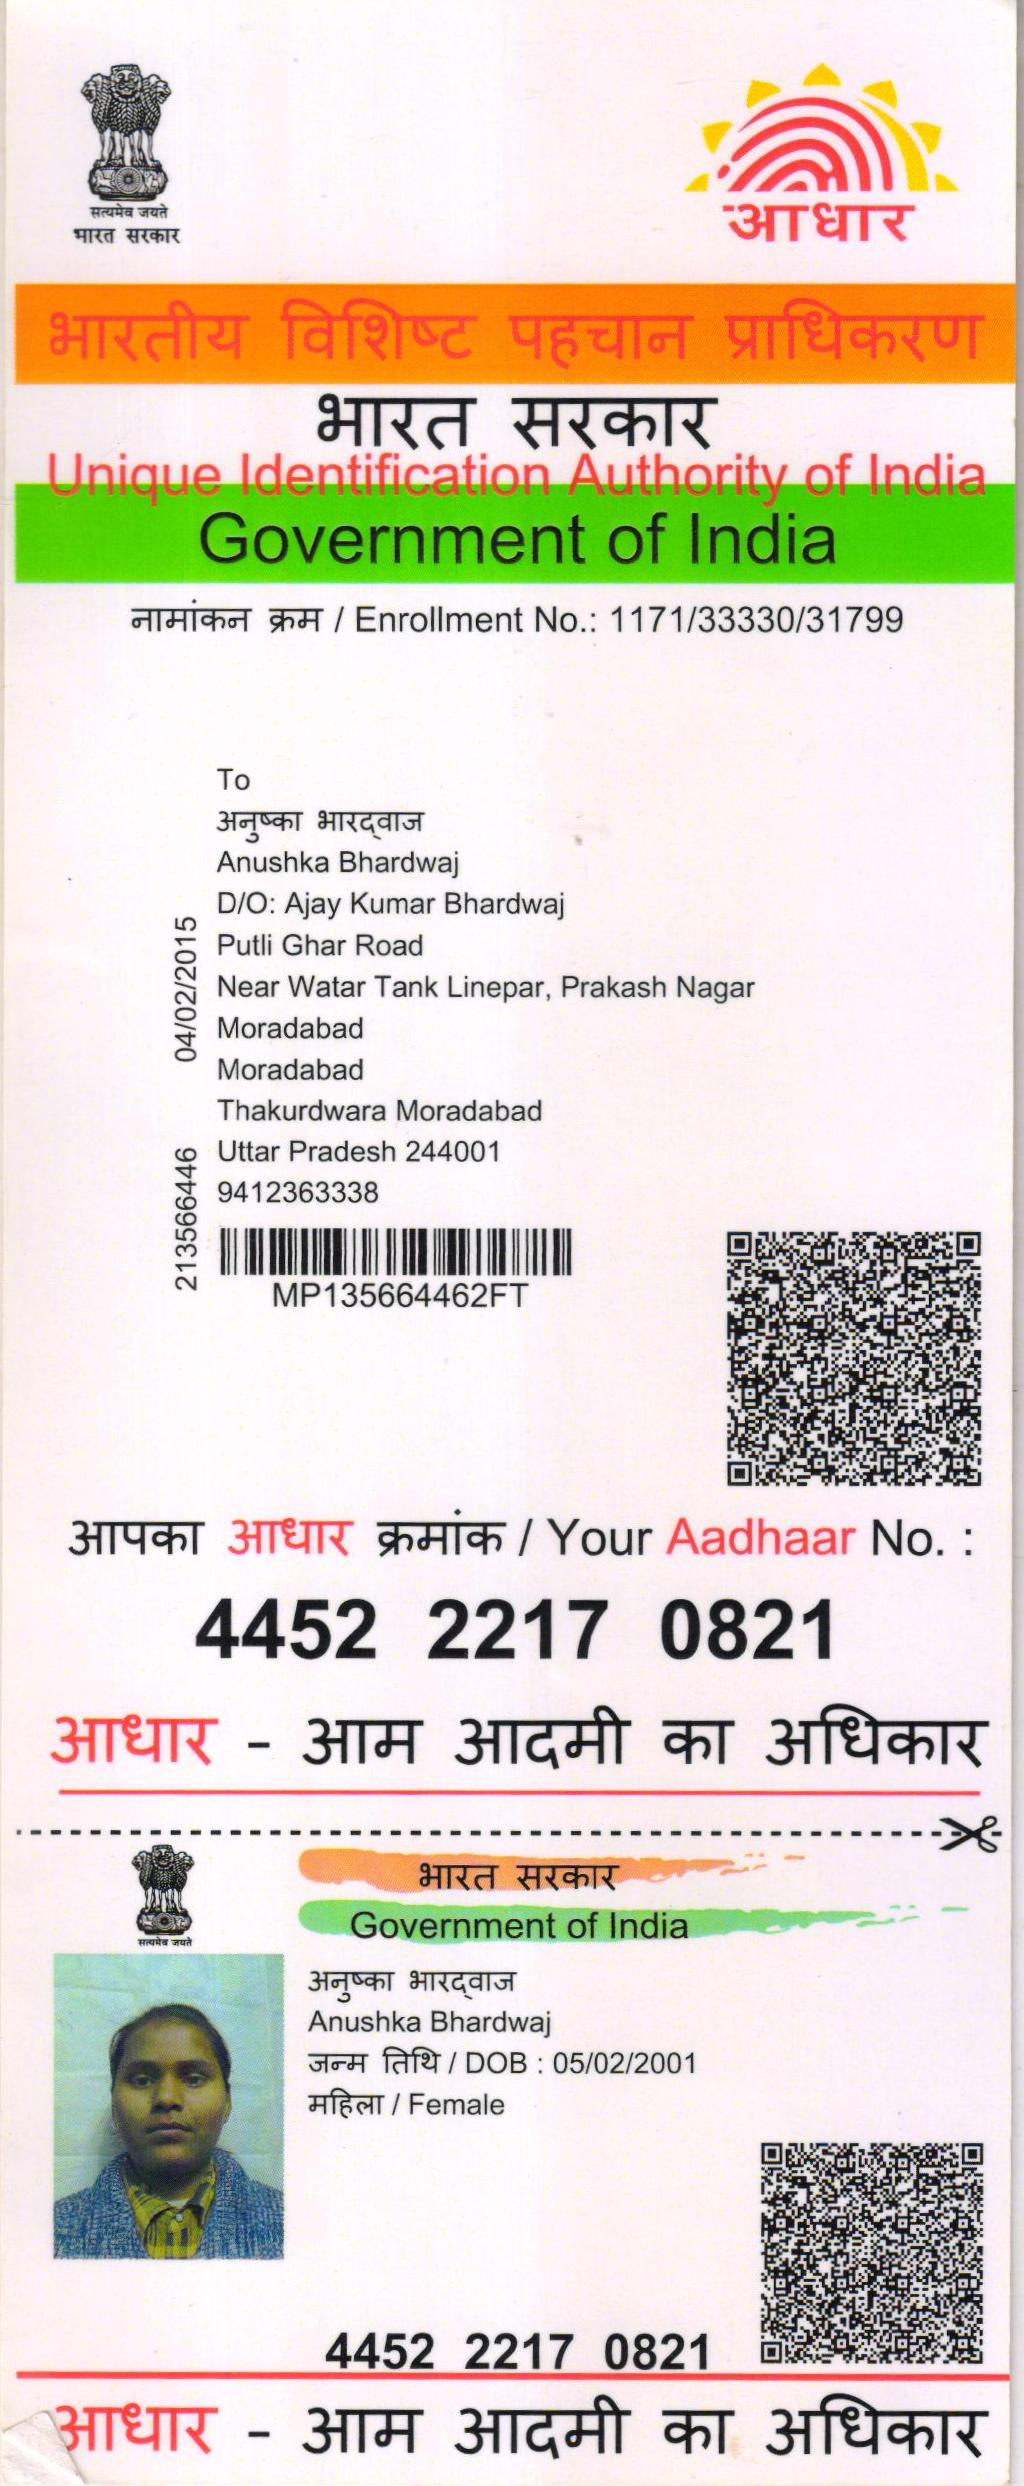 सत्यमेव जयते
भारत सरकार
आधार
भारतीय विशिष्ट पहचान प्राधिकरण
भारत सरकार
Unique Identification Authority of India
Government of India
नामांकन क्रम / Enrollment No.: 1171/33330/31799
To
अनुष्का भारद्वाज
Anushka Bhardwaj
D/O: Ajay Kumar Bhardwaj
Putli Ghar Road
Near Watar Tank Linepar, Prakash Nagar
Moradabad
Moradabad
Thakurdwara Moradabad
Uttar Pradesh 244001
9412363338
04/02/2015
213566446
MP135664462FT
आपका आधार क्रमांक / Your Aadhaar No. :
4452 2217 0821
आधार - आम आदमी का अधिकार
सत्यमेव जयते
भारत सरकार
Government of India
अनुष्का भारद्वाज
Anushka Bhardwaj
जन्म तिथि / DOB : 05/02/2001
महिला / Female
4452 2217 0821
आधार - आम आदमी का अधिकार